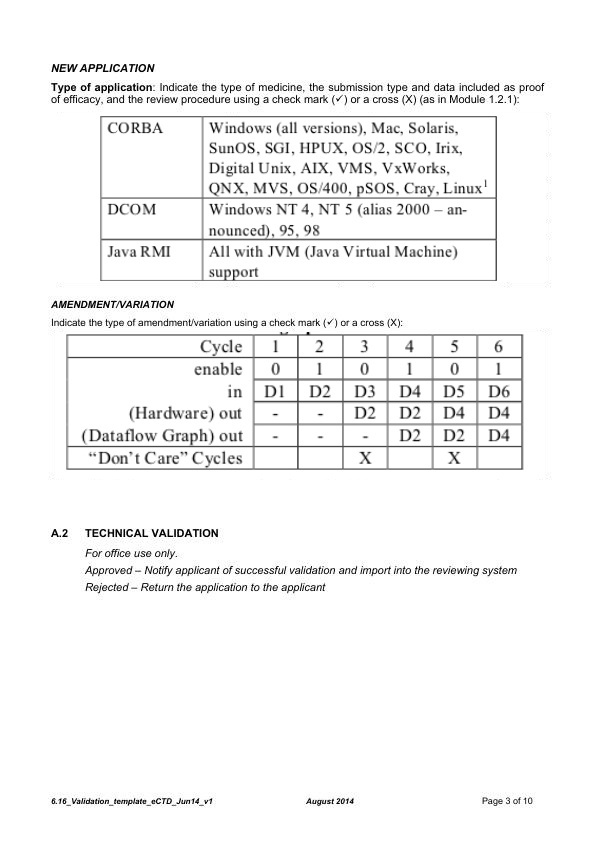 NEW APPLICATION
Type of application: Indicate the type of medicine, the submission type and data included as proof
of efficacy, and the review procedure using a check mark (✓) or a cross (X) (as in Module 1.2.1):
CORBA Windows (all versions), Mac, Solaris,
SunOS, SGI, HPUX, OS/2, SCO, Irix,
Digital Unix, AIX, VMS, VxWorks,
QNX, MVS, OS/400, pSOS, Cray, Linux¹
DCOM Windows NT 4, NT 5 (alias 2000 – an-
nounced), 95, 98
Java RMI All with JVM (Java Virtual Machine)
support
AMENDMENT/VARIATION
Indicate the type of amendment/variation using a check mark (✓) or a cross (X):
Cycle 1 2 3 4 5 6
enable 0 1 0 1 0 1
in D1 D2 D3 D4 D5 D6
(Hardware) out - - D2 D2 D4 D4
(Dataflow Graph) out - - - D2 D2 D4
“Don’t Care” Cycles X X
A.2 TECHNICAL VALIDATION
For office use only.
Approved – Notify applicant of successful validation and import into the reviewing system
Rejected – Return the application to the applicant
6.16_Validation_template_eCTD_Jun14_v1 August 2014 Page 3 of 10